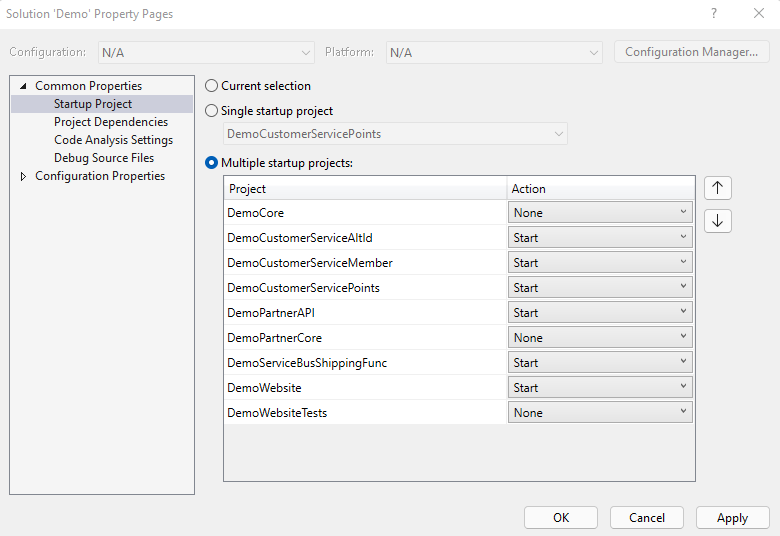 Solution 'Demo' Property Pages
Configuration: N/A Platform: N/A Configuration Manager...
Common Properties
Startup Project
Project Dependencies
Code Analysis Settings
Debug Source Files
Configuration Properties
Current selection
Single startup project
DemoCustomerServicePoints
Multiple startup projects:
Project Action
DemoCore None
DemoCustomerServiceAltId Start
DemoCustomerServiceMember Start
DemoCustomerServicePoints Start
DemoPartnerAPI Start
DemoPartnerCore None
DemoServiceBusShippingFunc Start
DemoWebsite Start
DemoWebsiteTests None
OK Cancel Apply